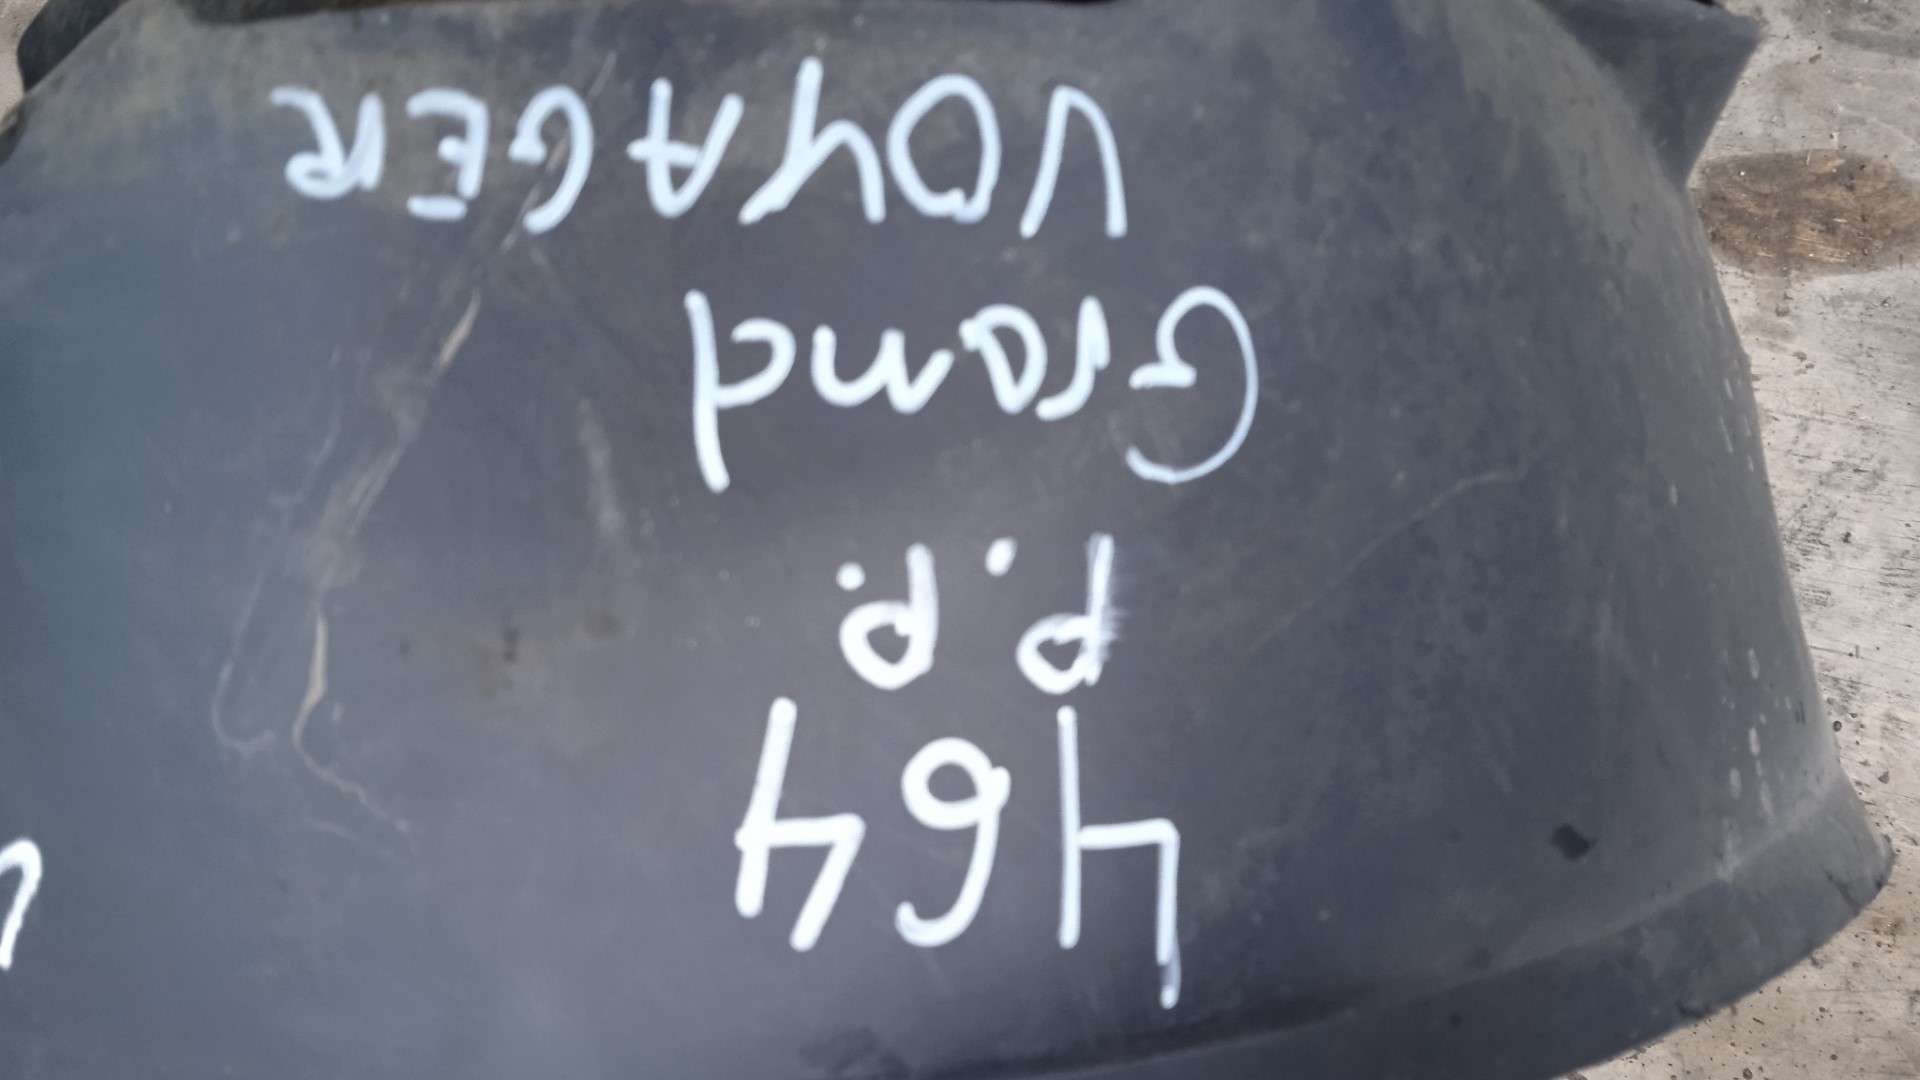 464
P.P.
Grand
VOYAGER